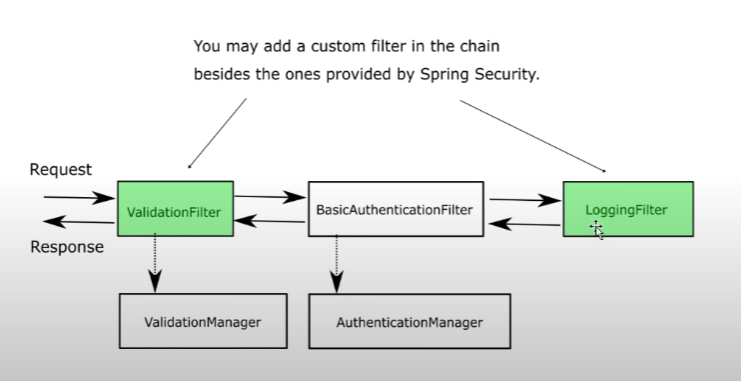 You may add a custom filter in the chain
besides the ones provided by Spring Security.
Request
ValidationFilter
BasicAuthenticationFilter
LoggingFilter
Response
ValidationManager
AuthenticationManager